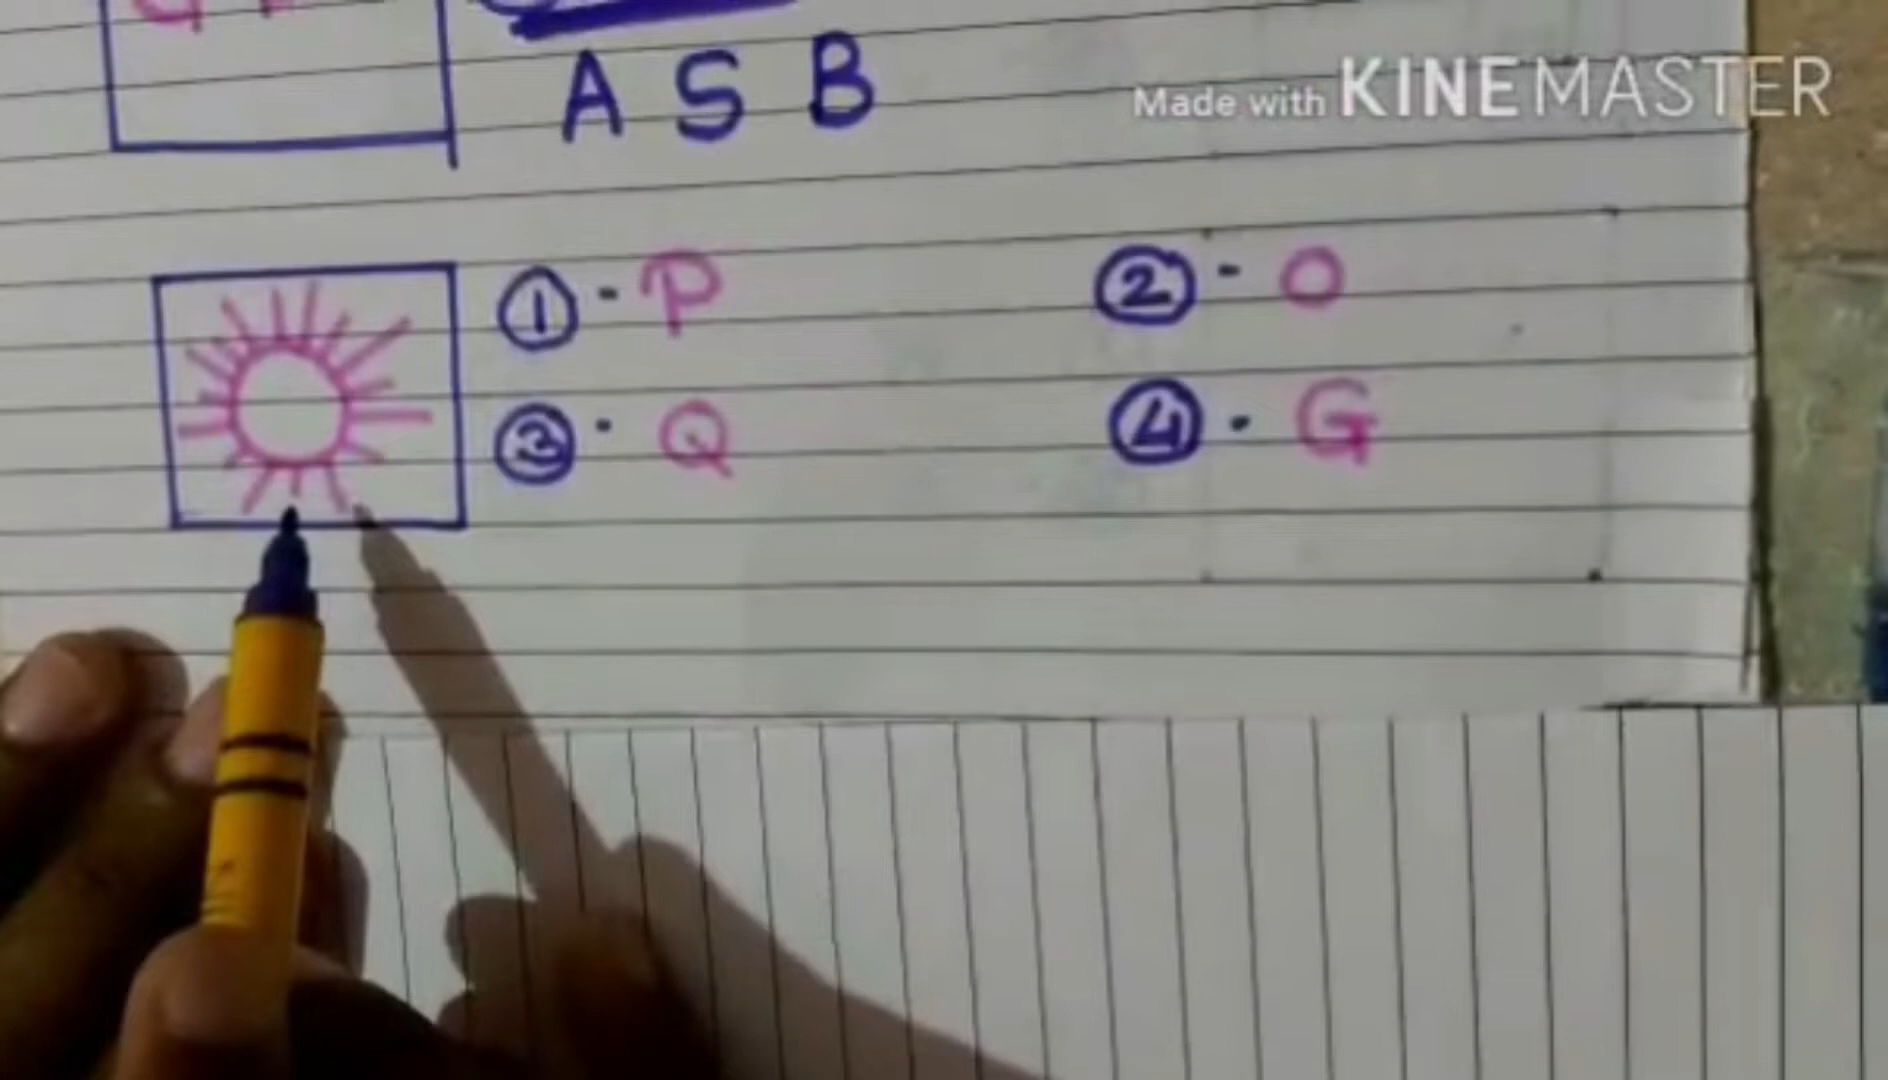 A S B
Made with KINEMASTER
① - P ② - O
③ - Q ④ - G